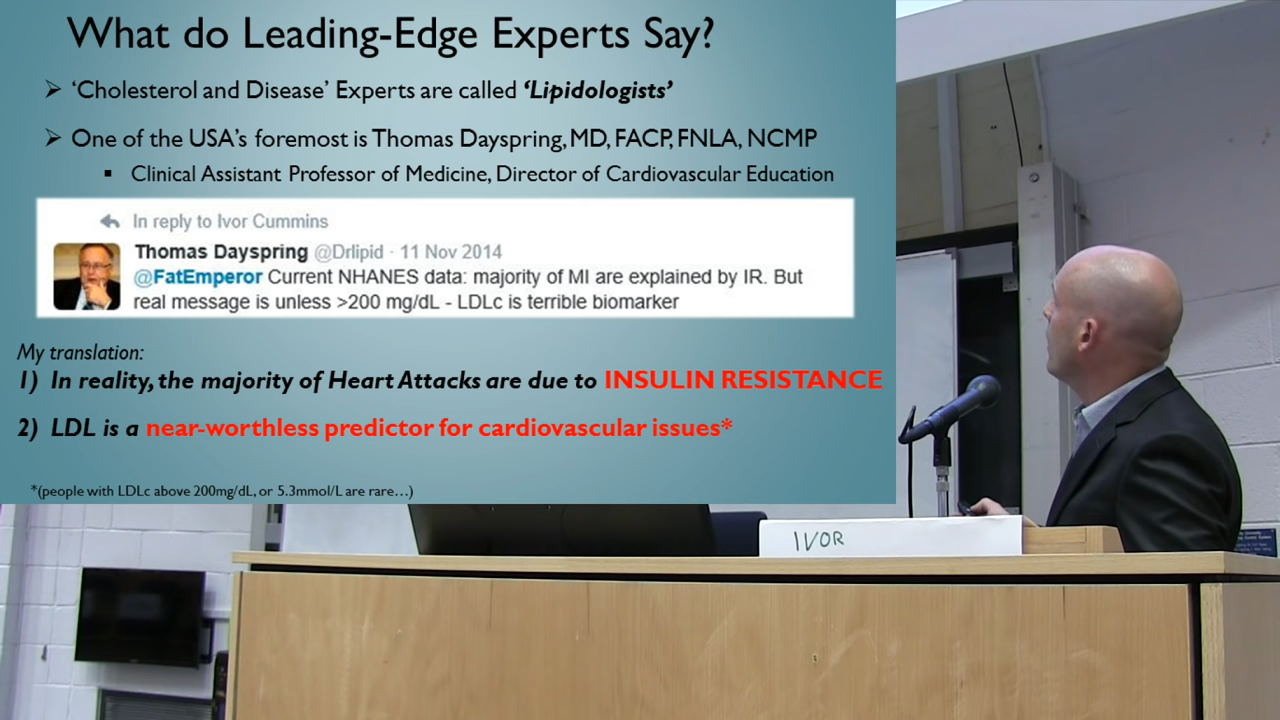 What do Leading-Edge Experts Say?
➢ ‘Cholesterol and Disease’ Experts are called ‘Lipidologists’
➢ One of the USA’s foremost is Thomas Dayspring, MD, FACP, FNLA, NCMP
▪ Clinical Assistant Professor of Medicine, Director of Cardiovascular Education
In reply to Ivor Cummins
Thomas Dayspring @Drlipid · 11 Nov 2014
@FatEmperor Current NHANES data: majority of MI are explained by IR. But
real message is unless >200 mg/dL - LDLc is terrible biomarker
My translation:
1) In reality, the majority of Heart Attacks are due to INSULIN RESISTANCE
2) LDL is a near-worthless predictor for cardiovascular issues*
*(people with LDLc above 200mg/dL, or 5.3mmol/L are rare…)
IVOR